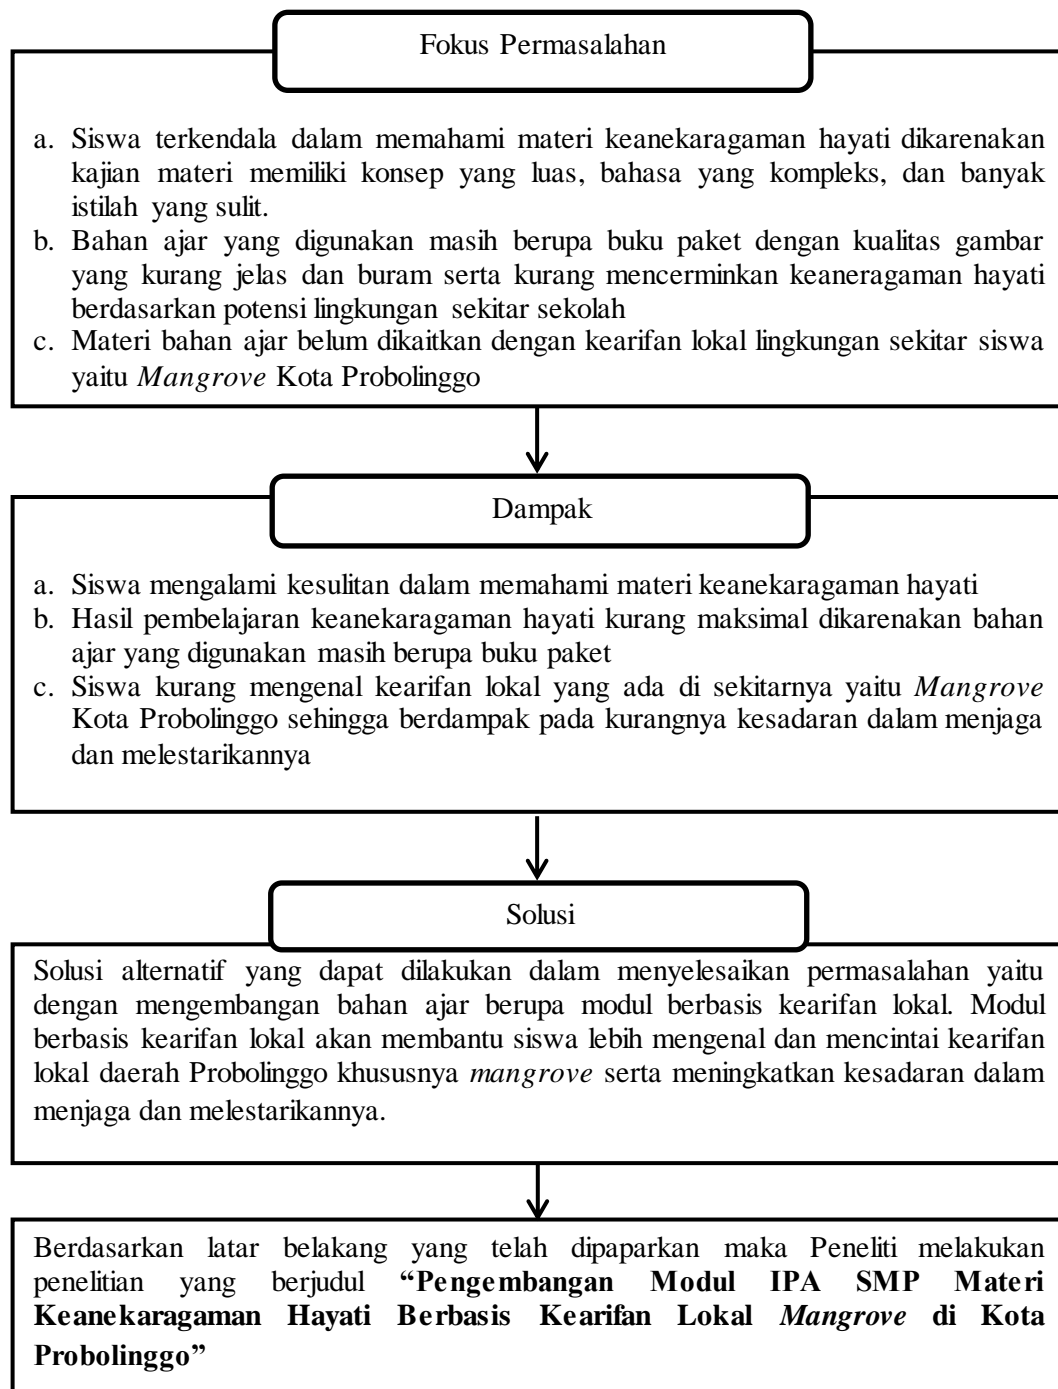 Fokus Permasalahan
a. Siswa terkendala dalam memahami materi keanekaragaman hayati dikarenakan
kajian materi memiliki konsep yang luas, bahasa yang kompleks, dan banyak
istilah yang sulit.
b. Bahan ajar yang digunakan masih berupa buku paket dengan kualitas gambar
yang kurang jelas dan buram serta kurang mencerminkan keaneragaman hayati
berdasarkan potensi lingkungan sekitar sekolah
c. Materi bahan ajar belum dikaitkan dengan kearifan lokal lingkungan sekitar siswa
yaitu Mangrove Kota Probolinggo
Dampak
a. Siswa mengalami kesulitan dalam memahami materi keanekaragaman hayati
b. Hasil pembelajaran keanekaragaman hayati kurang maksimal dikarenakan bahan
ajar yang digunakan masih berupa buku paket
c. Siswa kurang mengenal kearifan lokal yang ada di sekitarnya yaitu Mangrove
Kota Probolinggo sehingga berdampak pada kurangnya kesadaran dalam menjaga
dan melestarikannya
Solusi
Solusi alternatif yang dapat dilakukan dalam menyelesaikan permasalahan yaitu
dengan mengembangan bahan ajar berupa modul berbasis kearifan lokal. Modul
berbasis kearifan lokal akan membantu siswa lebih mengenal dan mencintai kearifan
lokal daerah Probolinggo khususnya mangrove serta meningkatkan kesadaran dalam
menjaga dan melestarikannya.
Berdasarkan latar belakang yang telah dipaparkan maka Peneliti melakukan
penelitian yang berjudul “Pengembangan Modul IPA SMP Materi
Keanekaragaman Hayati Berbasis Kearifan Lokal Mangrove di Kota
Probolinggo”